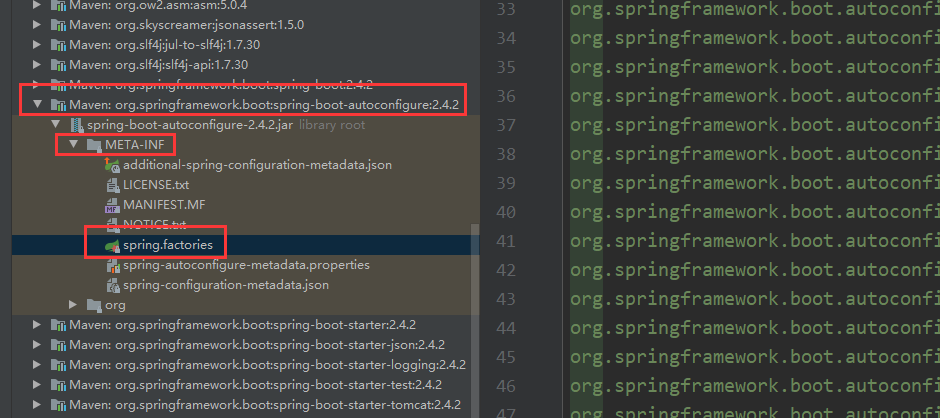 Maven: org.ow2.asm:asm:5.0.4
Maven: org.skyscreamer:jsonassert:1.5.0
Maven: org.slf4j:jul-to-slf4j:1.7.30
Maven: org.slf4j:slf4j-api:1.7.30
Maven: org.springframework.boot:spring-boot:2.4.2
Maven: org.springframework.boot:spring-boot-autoconfigure:2.4.2
spring-boot-autoconfigure-2.4.2.jar library root
META-INF
additional-spring-configuration-metadata.json
LICENSE.txt
MANIFEST.MF
NOTICE.txt
spring.factories
spring-autoconfigure-metadata.properties
spring-configuration-metadata.json
org
Maven: org.springframework.boot:spring-boot-starter:2.4.2
Maven: org.springframework.boot:spring-boot-starter-json:2.4.2
Maven: org.springframework.boot:spring-boot-starter-logging:2.4.2
Maven: org.springframework.boot:spring-boot-starter-test:2.4.2
Maven: org.springframework.boot:spring-boot-starter-tomcat:2.4.2
33 org.springframework.boot.autoconfi
34 org.springframework.boot.autoconfi
35 org.springframework.boot.autoconfi
36 org.springframework.boot.autoconfi
37 org.springframework.boot.autoconfi
38 org.springframework.boot.autoconfi
39 org.springframework.boot.autoconfi
40 org.springframework.boot.autoconfi
41 org.springframework.boot.autoconfi
42 org.springframework.boot.autoconfi
43 org.springframework.boot.autoconfi
44 org.springframework.boot.autoconfi
45 org.springframework.boot.autoconfi
46 org.springframework.boot.autoconfi
47 org.springframework.boot.autoconfi